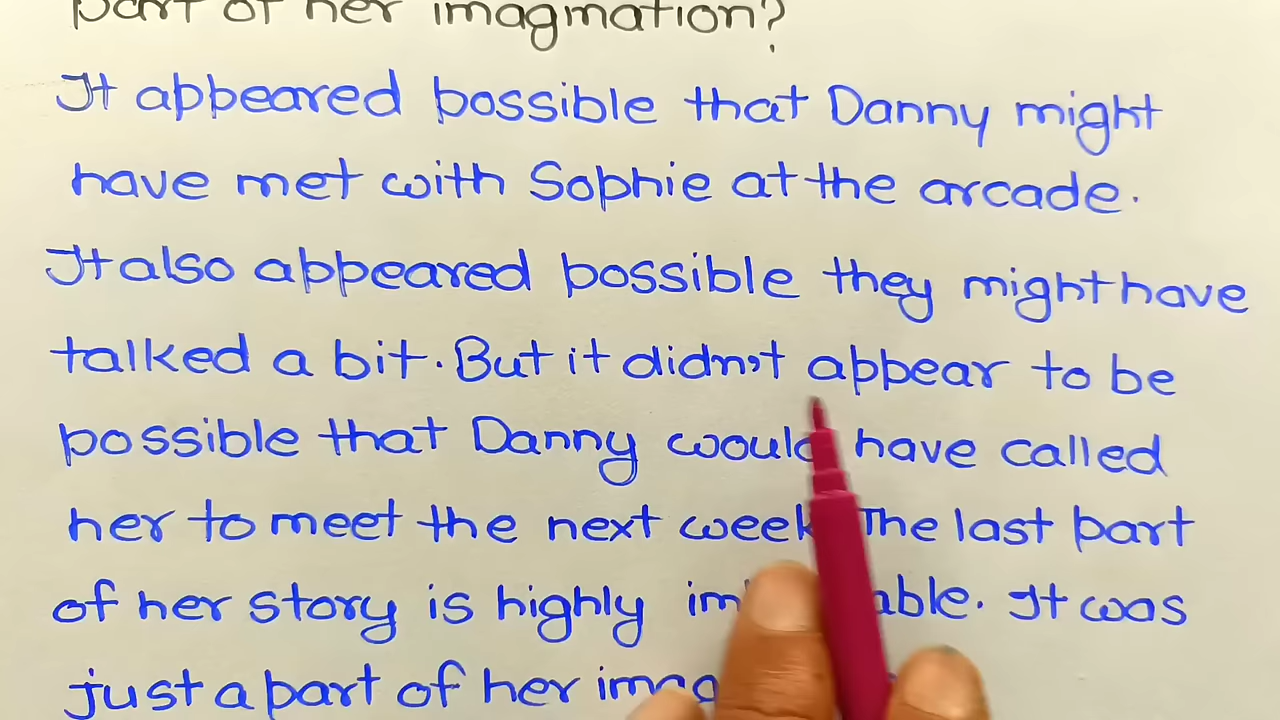 part of her imagination?
It appeared possible that Danny might
have met with Sophie at the arcade.
It also appeared possible they might have
talked a bit. But it didn't appear to be
possible that Danny would have called
her to meet the next week The last part
of her story is highly . It was
just a part of her